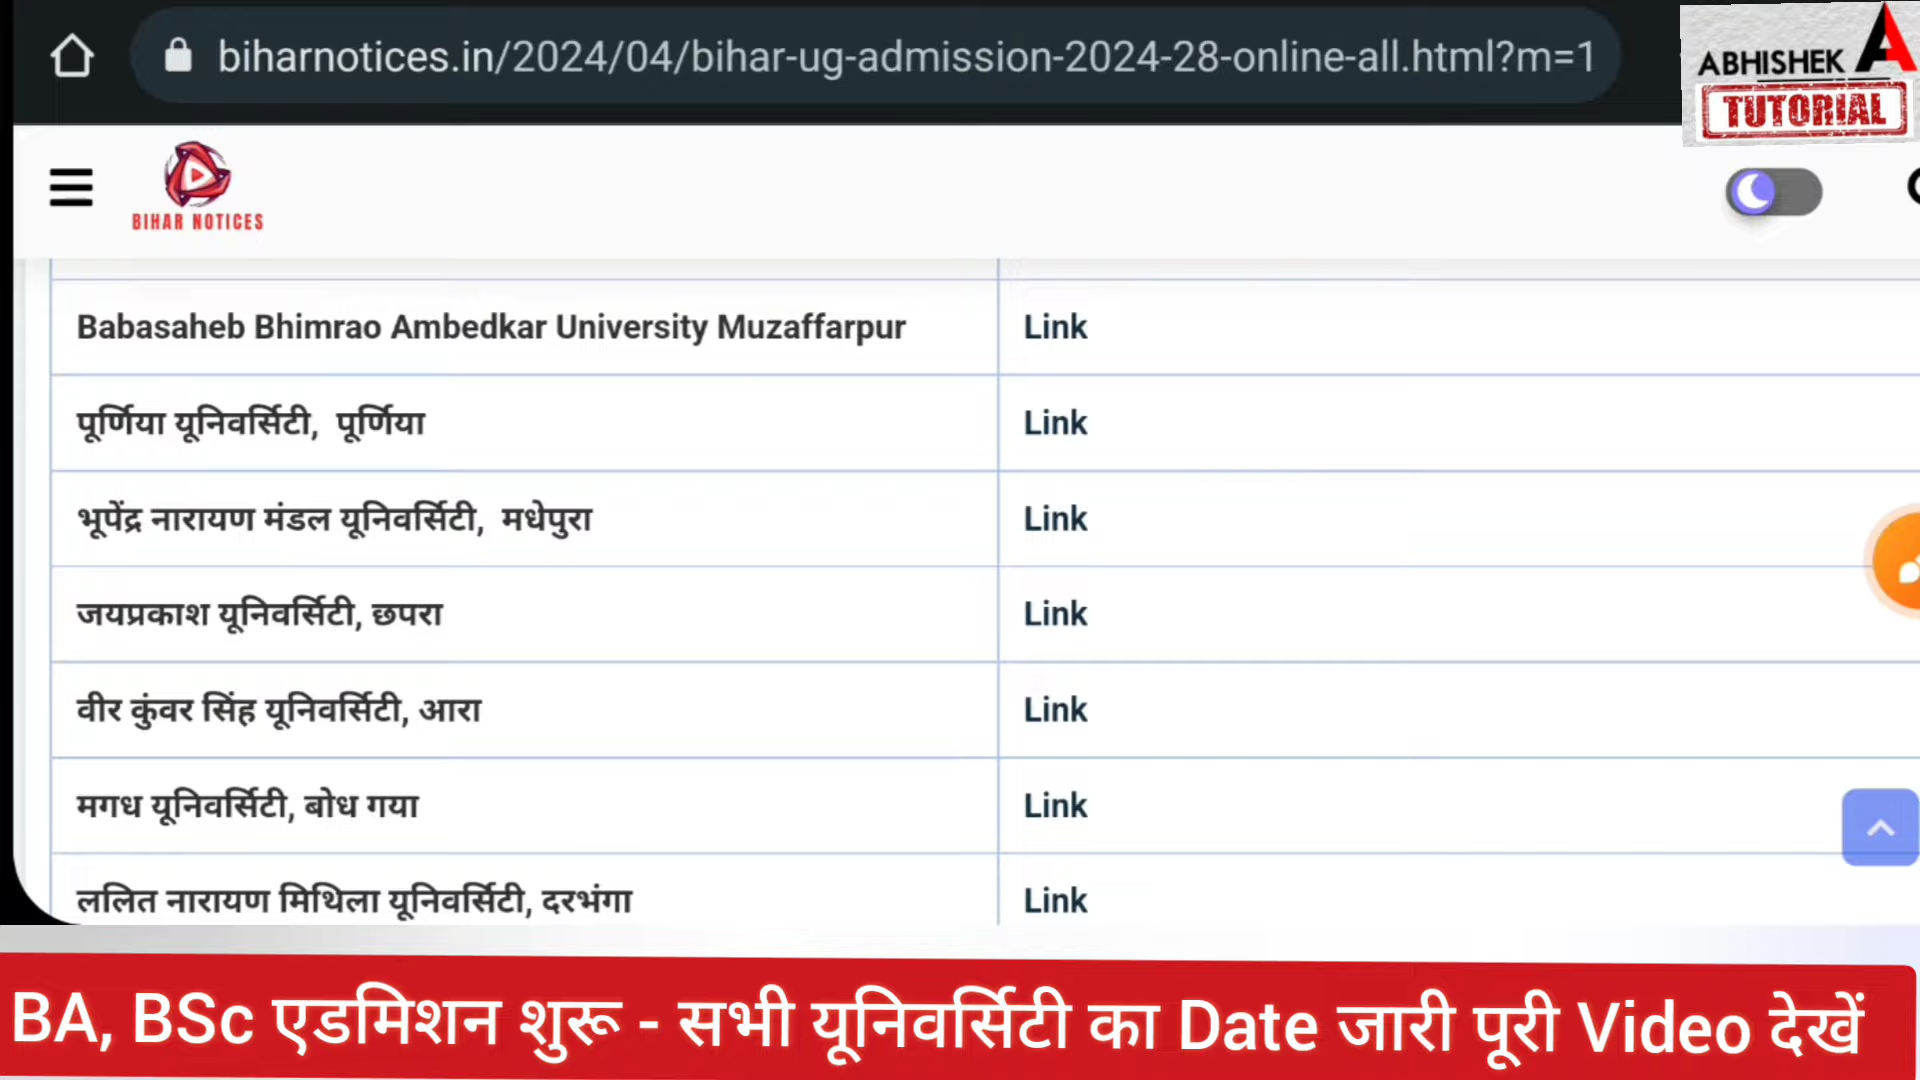 biharnotices.in/2024/04/bihar-ug-admission-2024-28-online-all.html?m=1
ABHISHEK A
TUTORIAL
BIHAR NOTICES
Babasaheb Bhimrao Ambedkar University Muzaffarpur Link
पूर्णिया यूनिवर्सिटी, पूर्णिया Link
भूपेंद्र नारायण मंडल यूनिवर्सिटी, मधेपुरा Link
जयप्रकाश यूनिवर्सिटी, छपरा Link
वीर कुंवर सिंह यूनिवर्सिटी, आरा Link
मगध यूनिवर्सिटी, बोध गया Link
ललित नारायण मिथिला यूनिवर्सिटी, दरभंगा Link
BA, BSc एडमिशन शुरू - सभी यूनिवर्सिटी का Date जारी पूरी Video देखें